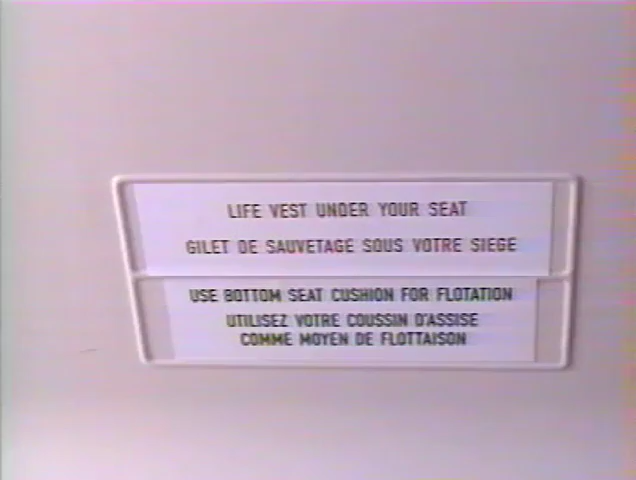 LIFE VEST UNDER YOUR SEAT
GILET DE SAUVETAGE SOUS VOTRE SIEGE
USE BOTTOM SEAT CUSHION FOR FLOTATION
UTILISEZ VOTRE COUSSIN D'ASSISE
COMME MOYEN DE FLOTTAISON